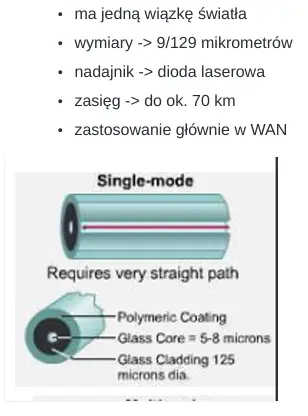 • ma jedną wiązkę światła
• wymiary -> 9/129 mikrometrów
• nadajnik -> dioda laserowa
• zasięg -> do ok. 70 km
• zastosowanie głównie w WAN
Single-mode
Requires very straight path
Polymeric Coating
Glass Core = 5-8 microns
Glass Cladding 125
microns dia.